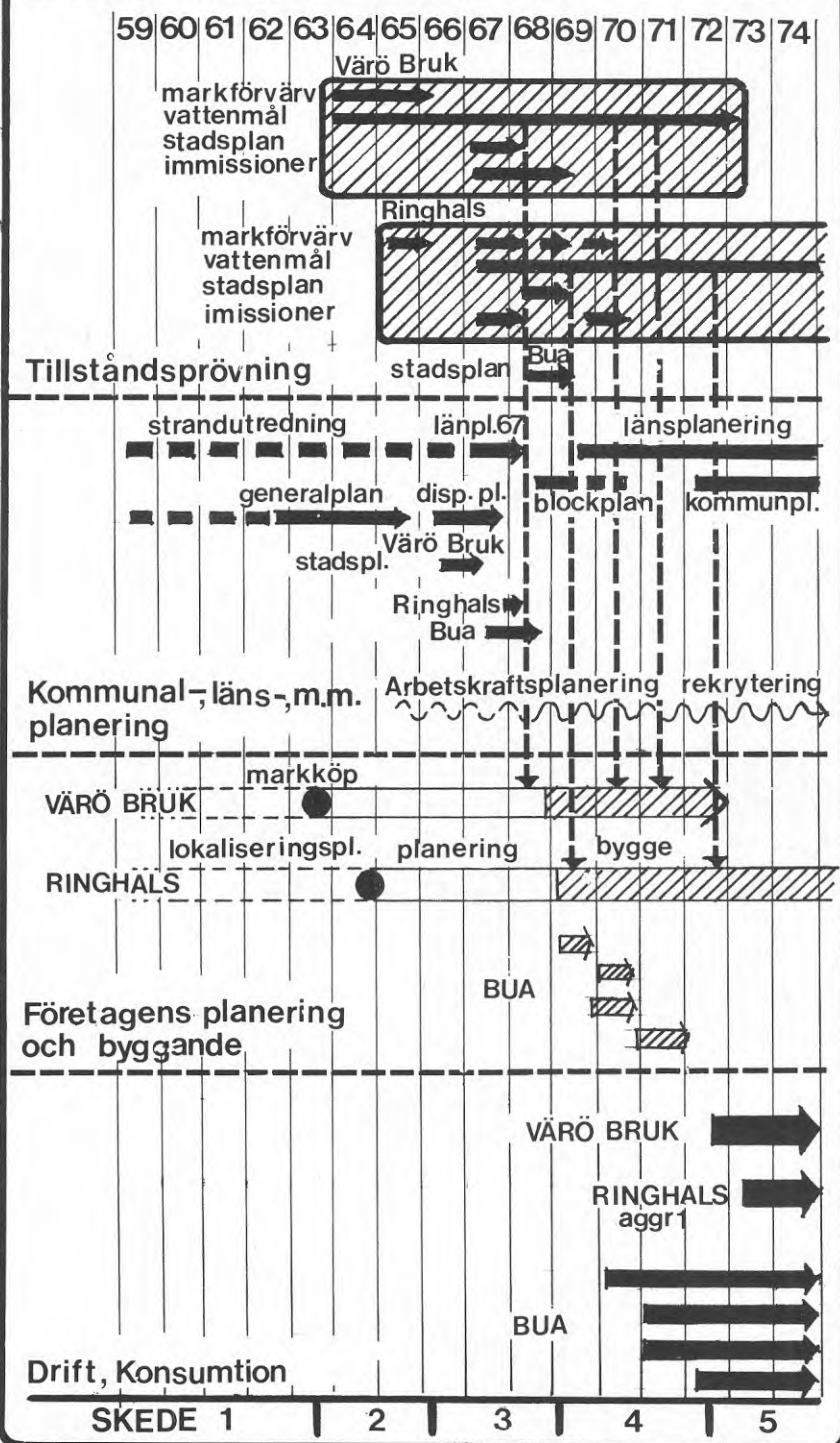 59 60 61 62 63 64 65 66 67 68 69 70 71 72 73 74
Värö Bruk
markförvärv
vattenmål
stadsplan
immissioner
Ringhals
markförvärv
vattenmål
stadsplan
imissioner
Tillståndsprövning stadsplan Bua
strandutredning länpl.67 länsplanering
generalplan disp. pl. blockplan kommunpl.
stadspl. Värö Bruk
Ringhals
Bua
Kommunal-, läns-, m.m. Arbetskraftsplanering rekrytering
planering
markköp
VÄRÖ BRUK
lokaliseringspl. planering bygge
RINGHALS
BUA
Företagens planering
och byggande
VÄRÖ BRUK
RINGHALS
aggr1
BUA
Drift, Konsumtion
SKEDE 1 2 3 4 5